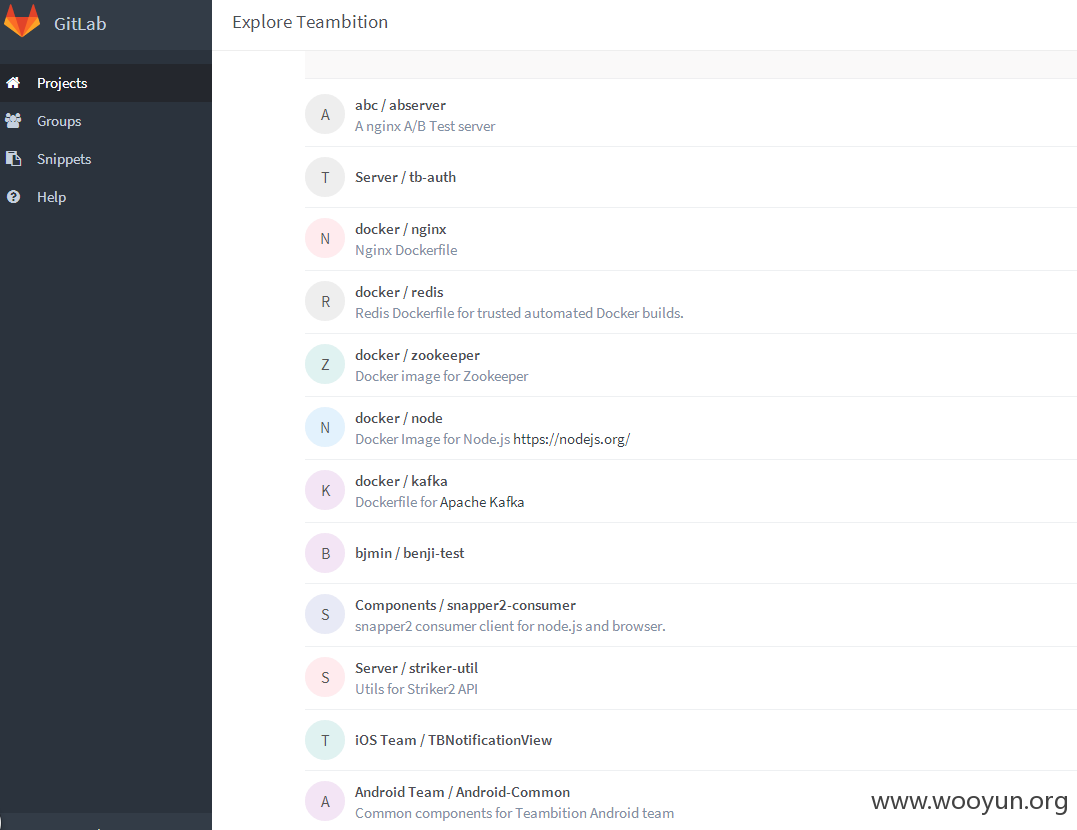 GitLab
Explore Teambition
Projects
Groups
Snippets
Help
A
abc / abserver
A nginx A/B Test server
T
Server / tb-auth
N
docker / nginx
Nginx Dockerfile
R
docker / redis
Redis Dockerfile for trusted automated Docker builds.
Z
docker / zookeeper
Docker image for Zookeeper
N
docker / node
Docker Image for Node.js https://nodejs.org/
K
docker / kafka
Dockerfile for Apache Kafka
B
bjmin / benji-test
S
Components / snapper2-consumer
snapper2 consumer client for node.js and browser.
S
Server / striker-util
Utils for Striker2 API
T
iOS Team / TBNotificationView
A
Android Team / Android-Common
Common components for Teambition Android team
www.wooyun.org